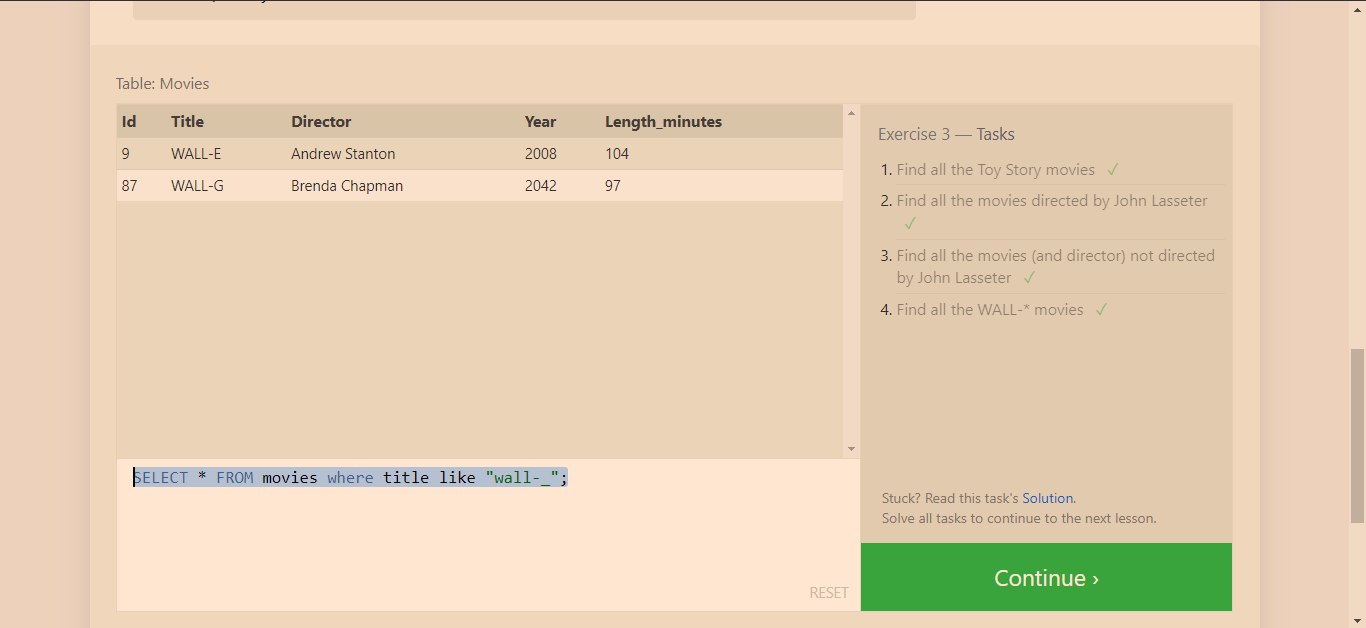 Table: Movies
Id Title Director Year Length_minutes
9 WALL-E Andrew Stanton 2008 104
87 WALL-G Brenda Chapman 2042 97
SELECT * FROM movies where title like "wall-_";
RESET
Exercise 3 — Tasks
1. Find all the Toy Story movies ✓
2. Find all the movies directed by John Lasseter
✓
3. Find all the movies (and director) not directed
by John Lasseter ✓
4. Find all the WALL-* movies ✓
Stuck? Read this task's Solution.
Solve all tasks to continue to the next lesson.
Continue ›